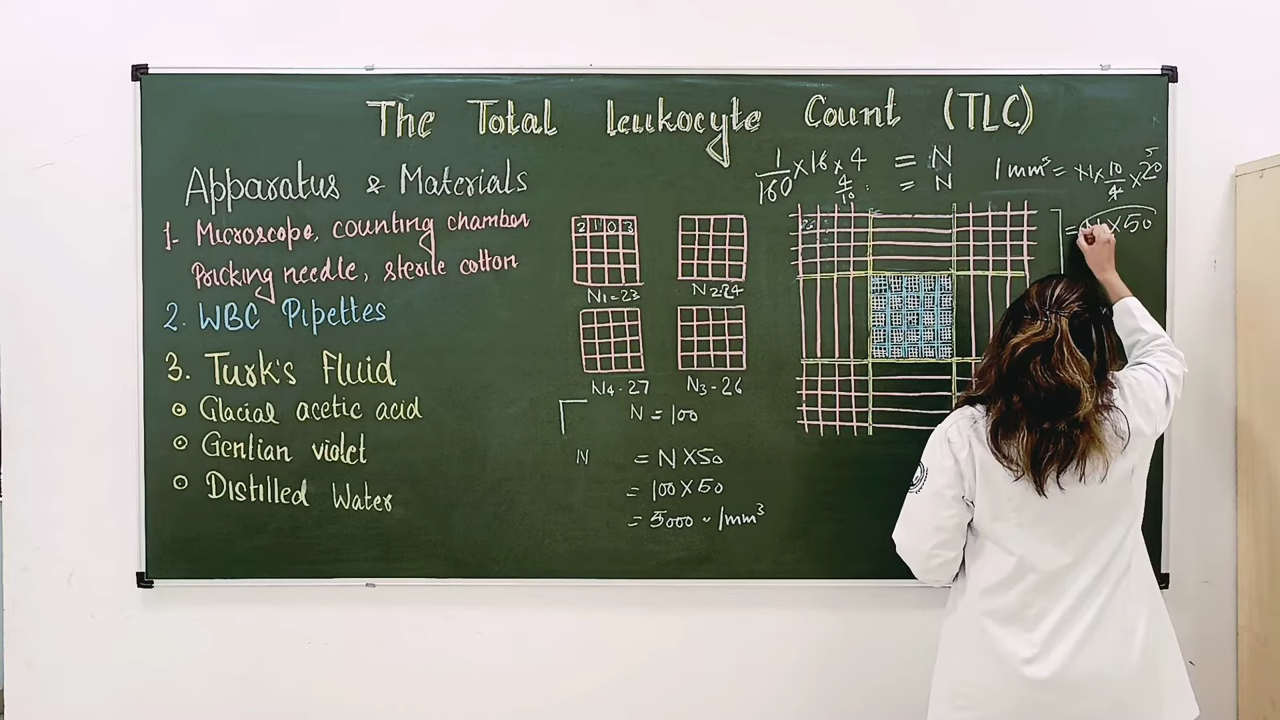 The Total Leukocyte Count (TLC)
Apparatus & Materials
1- Microscope, counting chamber
Pricking needle, sterile cotton
2. WBC Pipettes
3. Turk's Fluid
Glacial acetic acid
Gentian violet
Distilled Water
2 1 0 3
N1=23
N2-24
N4-27
N3-26
N = 100
N = N X 50
= 100 X 50
= 5000 /mm³
1/160 × 16 × 4 = N
4/10 = N
10/4 × 20 5
X 50